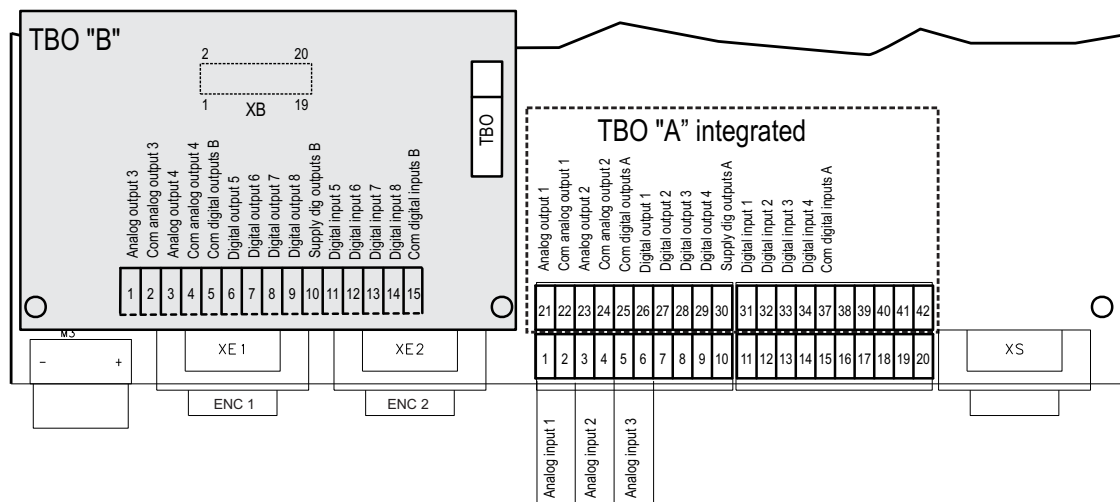 TBO "B"
2
20
1
19
XB
TBO
Analog output 3
Com analog output 3
Analog output 4
Com analog output 4
Com digital outputs B
Digital output 5
Digital output 6
Digital output 7
Digital output 8
Supply dig outputs B
Digital input 5
Digital input 6
Digital input 7
Digital input 8
Com digital inputs B
1 2 3 4 5 6 7 8 9 10 11 12 13 14 15
TBO "A” integrated
Analog output 1
Com analog output 1
Analog output 2
Com analog output 2
Com digital outputs A
Digital output 1
Digital output 2
Digital output 3
Digital output 4
Supply dig outputs A
Digital input 1
Digital input 2
Digital input 3
Digital input 4
Com digital inputs A
21 22 23 24 25 26 27 28 29 30 31 32 33 34 37 38 39 40 41 42
1 2 3 4 5 6 7 8 9 10 11 12 13 14 15 16 17 18 19 20
Analog input 1
Analog input 2
Analog input 3
M3
- +
XE1
ENC 1
XE2
ENC 2
XS